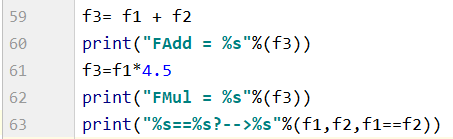 59 f3= f1 + f2
60 print("FAdd = %s"%(f3))
61 f3=f1*4.5
62 print("FMul = %s"%(f3))
63 print("%s==%s?-->%s"%(f1,f2,f1==f2))